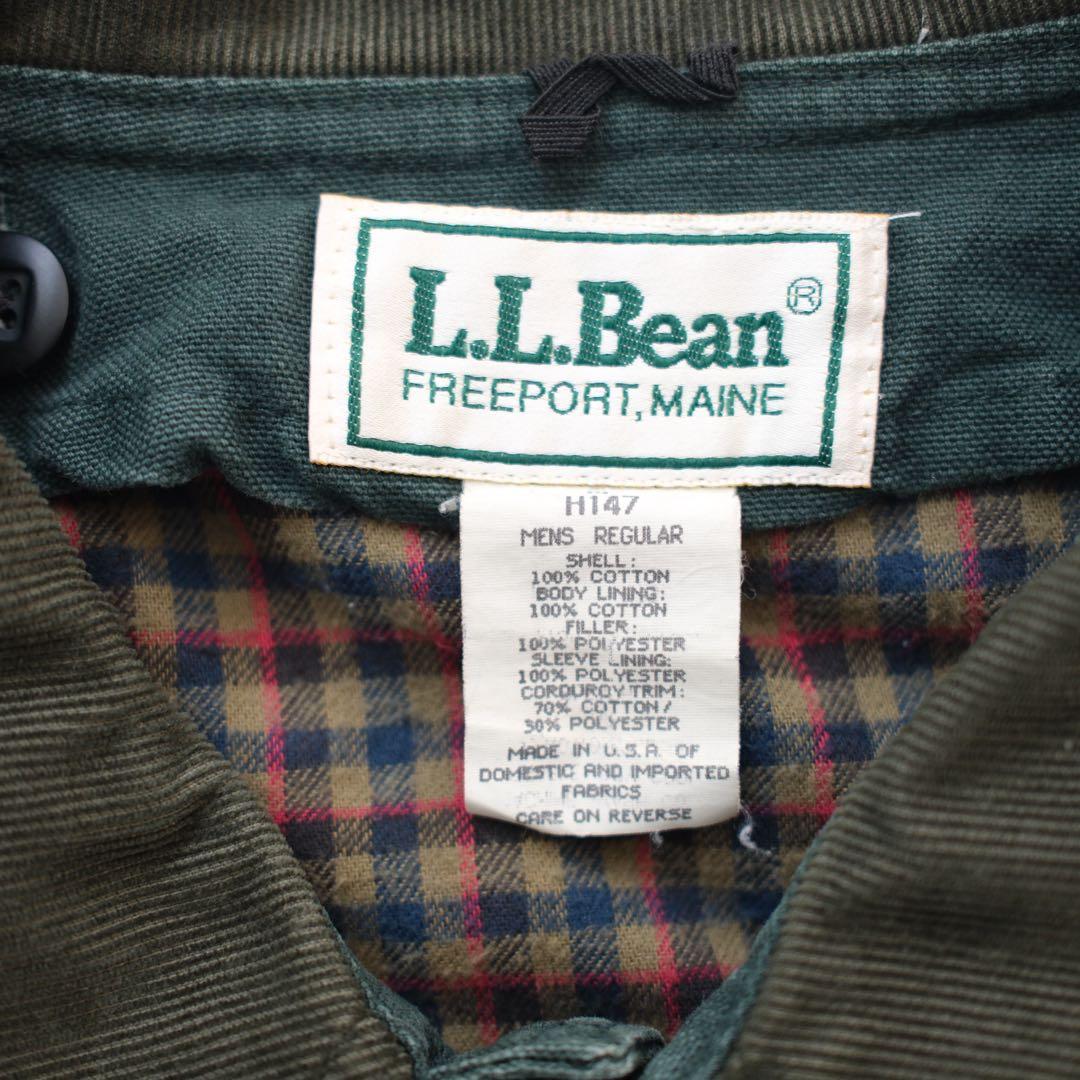 L.L.Bean®
FREEPORT, MAINE
H147
MENS REGULAR
SHELL:
100% COTTON
BODY LINING:
100% COTTON
FILLER:
100% POLYESTER
SLEEVE LINING:
100% POLYESTER
CORDUROY TRIM:
70% COTTON/
30% POLYESTER
MADE IN U.S.A. OF
DOMESTIC AND IMPORTED
FABRICS
CARE ON REVERSE